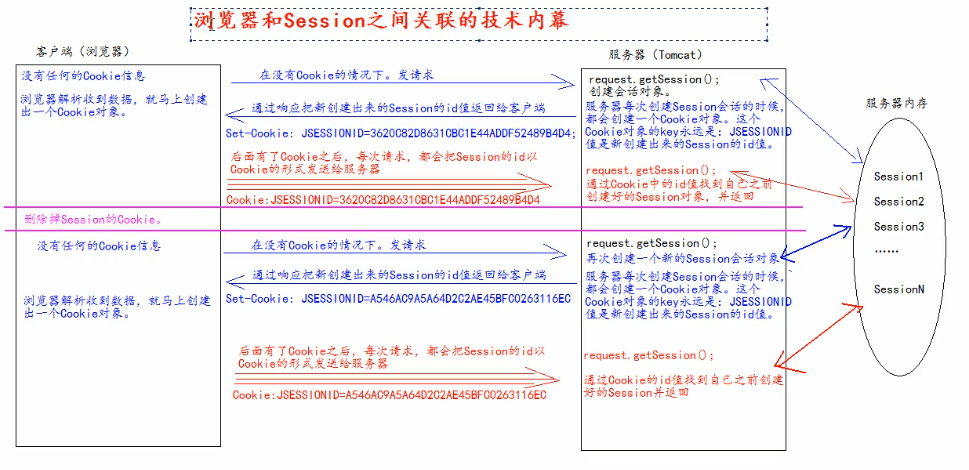 浏览器和Session之间关联的技术内幕
客户端（浏览器）
服务器（Tomcat）
没有任何的Cookie信息
浏览器解析收到数据，就马上创建
出一个Cookie对象。
在没有Cookie的情况下。发请求
通过响应把新创建出来的Session的id值返回给客户端
Set-Cookie: JSESSIONID=3620C82D8631CBC1E44ADDF52489B4D4;
后面有了Cookie之后，每次请求，都会把Session的id以
Cookie的形式发送给服务器
Cookie:JSESSIONID=3620C82D8631CBC1E44ADDF52489B4D4
request.getSession();
创建会话对象。
服务器每次创建Session会话的时候，
都会创建一个Cookie对象。这个
Cookie对象的key永远是：JSESSIONID
值是新创建出来的Session的id值。
request.getSession();
通过Cookie中的id值找到自己之前
创建好的Session对象，并返回
服务器内存
Session1
Session2
Session3
......
SessionN
删除掉Session的Cookie。
没有任何的Cookie信息
浏览器解析收到数据，就马上创建
出一个Cookie对象。
在没有Cookie的情况下。发请求
通过响应把新创建出来的Session的id值返回给客户端
Set-Cookie: JSESSIONID=A546AC9A5A64D2C2AE45BFC0263116EC
后面有了Cookie之后，每次请求，都会把Session的id以
Cookie的形式发送给服务器
Cookie:JSESSIONID=A546AC9A5A64D2C2AE45BFC0263116EC
request.getSession();
再次创建一个新的Session会话对象
服务器每次创建Session会话的时候，
都会创建一个Cookie对象。这个
Cookie对象的key永远是：JSESSIONID
值是新创建出来的Session的id值。
request.getSession();
通过Cookie的id值找到自己之前创建
好的Session并返回